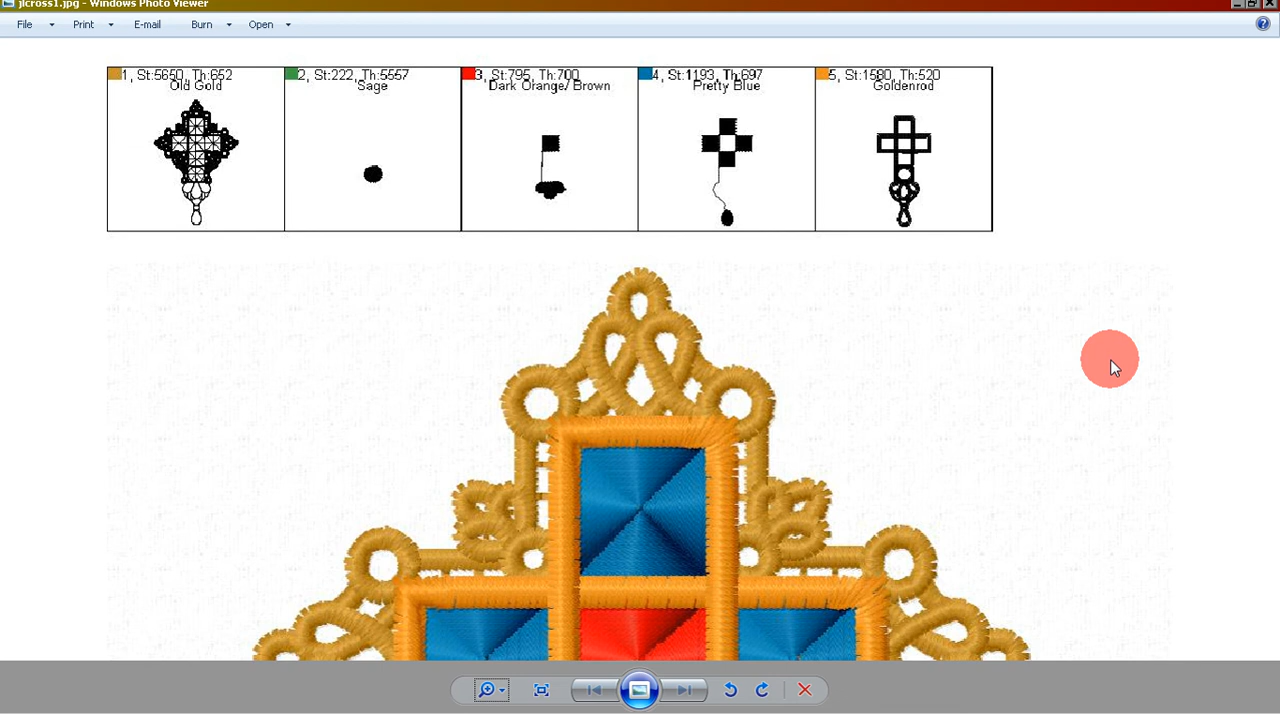 jlcross1.jpg - Windows Photo Viewer
File Print E-mail Burn Open
1, St:5650, Th:652
Old Gold
2, St:222, Th:5557
Sage
3, St:795, Th:700
Dark Orange/ Brown
4, St:1193, Th:697
Pretty Blue
5, St:1580, Th:520
Goldenrod